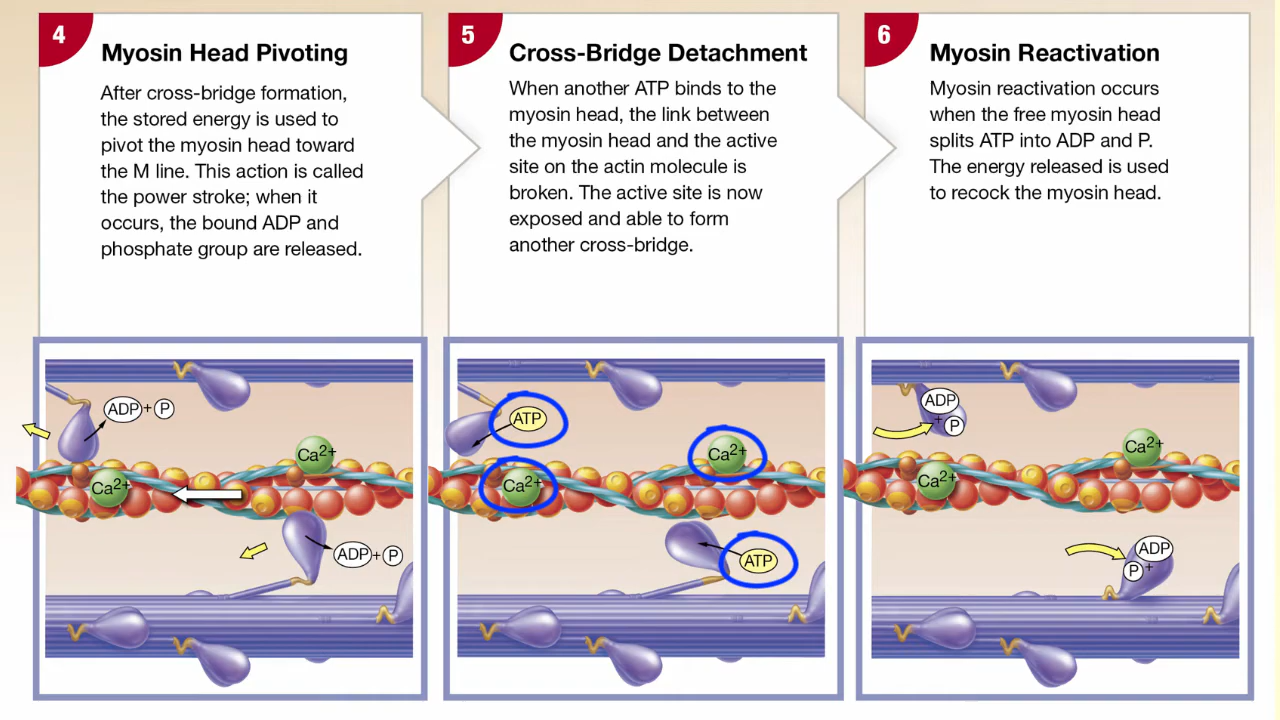 4
Myosin Head Pivoting
After cross-bridge formation,
the stored energy is used to
pivot the myosin head toward
the M line. This action is called
the power stroke; when it
occurs, the bound ADP and
phosphate group are released.
5
Cross-Bridge Detachment
When another ATP binds to the
myosin head, the link between
the myosin head and the active
site on the actin molecule is
broken. The active site is now
exposed and able to form
another cross-bridge.
6
Myosin Reactivation
Myosin reactivation occurs
when the free myosin head
splits ATP into ADP and P.
The energy released is used
to recock the myosin head.
ADP + P
Ca2+
Ca2+
ADP + P
ATP
Ca2+
Ca2+
ATP
ADP
+ P
Ca2+
Ca2+
ADP
P +